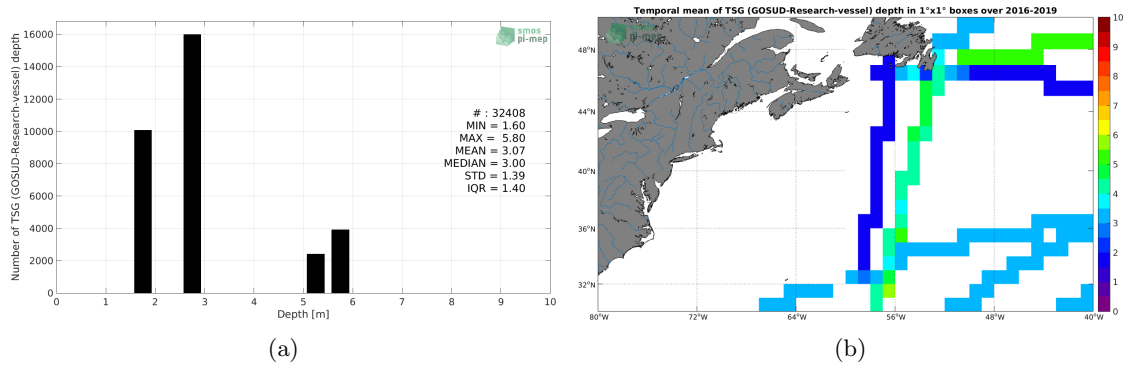 16000
14000
12000
10000
8000
6000
4000
2000
0
Number of TSG (GOSUD-Research-vessel) depth
smos
pi-mep
# : 32408
MIN = 1.60
MAX = 5.80
MEAN = 3.07
MEDIAN = 3.00
STD = 1.39
IQR = 1.40
0 1 2 3 4 5 6 7 8 9 10
Depth [m]
(a)
Temporal mean of TSG (GOSUD-Research-vessel) depth in 1°x1° boxes over 2016-2019
smos
pi-mep
48°N
44°N
40°N
36°N
32°N
80°W 72°W 64°W 56°W 48°W 40°W
10
9
8
7
6
5
4
3
2
1
0
(b)